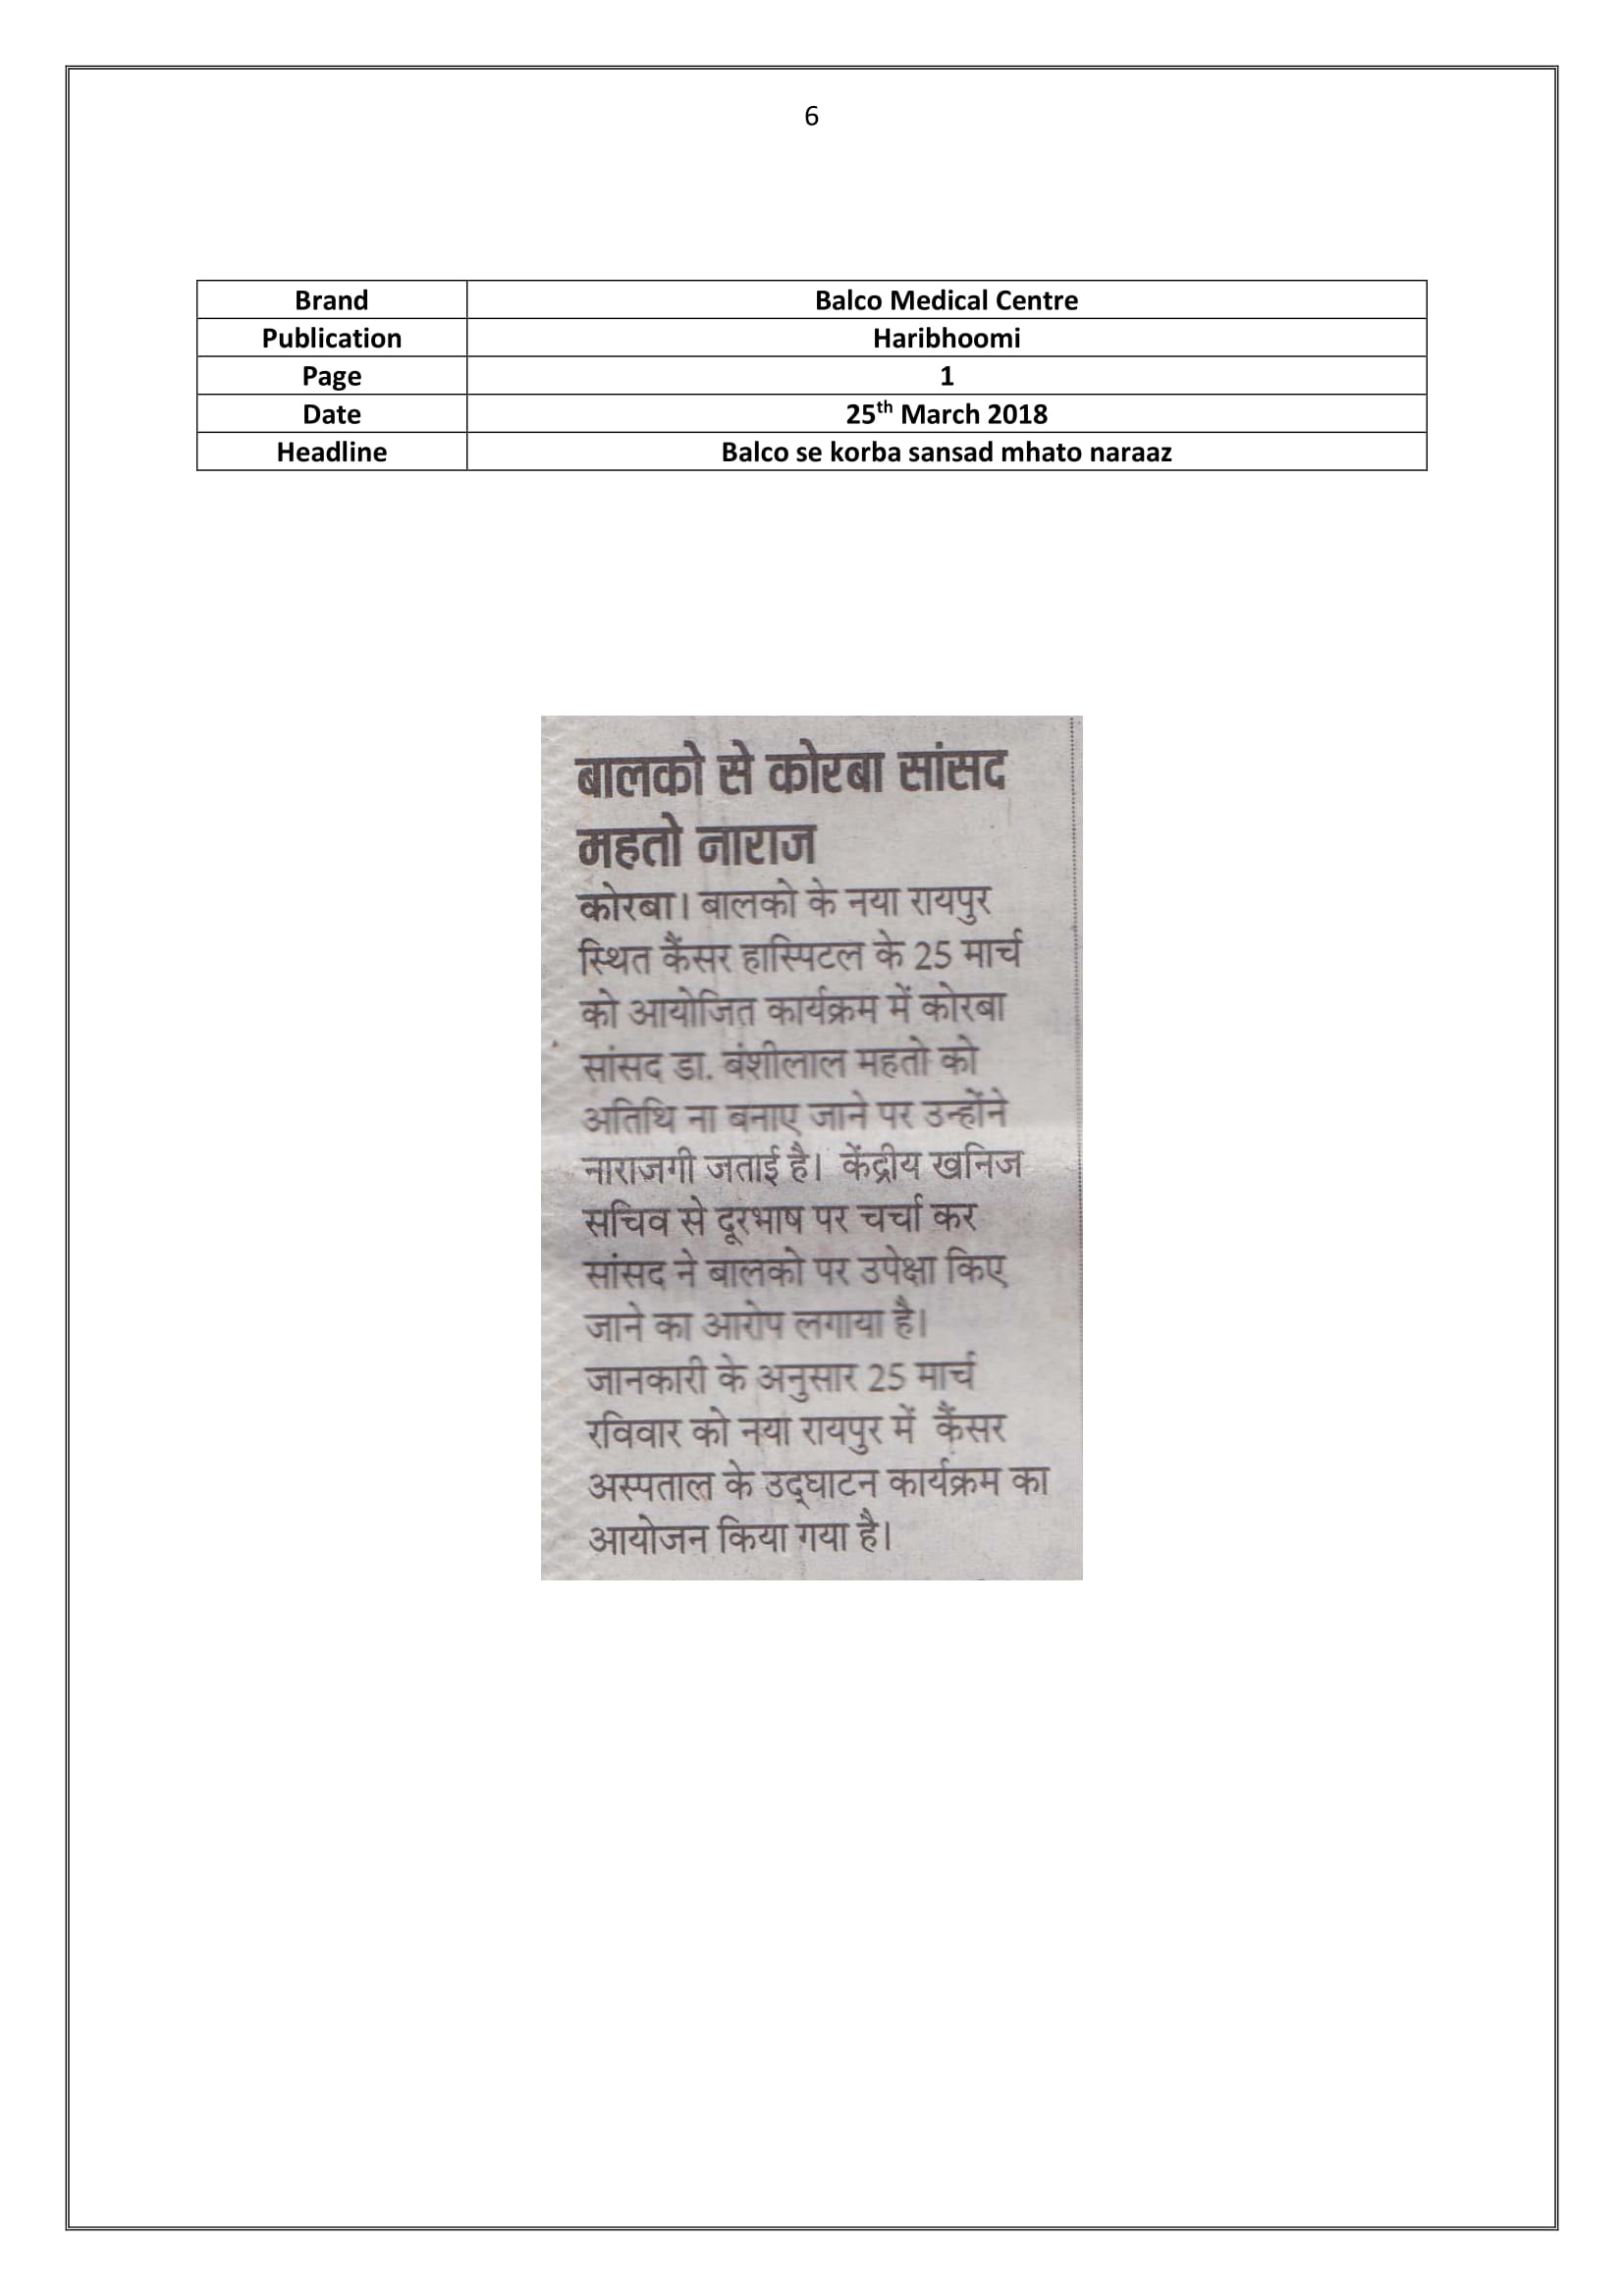 6
Brand Balco Medical Centre
Publication Haribhoomi
Page 1
Date 25th March 2018
Headline Balco se korba sansad mhato naraaz
बालको से कोरबा सांसद
महतो नाराज
कोरबा। बालको के नया रायपुर
स्थित कैंसर हास्पिटल के 25 मार्च
को आयोजित कार्यक्रम में कोरबा
सांसद डा. बंशीलाल महतो को
अतिथि ना बनाए जाने पर उन्होंने
नाराजगी जताई है। केंद्रीय खनिज
सचिव से दूरभाष पर चर्चा कर
सांसद ने बालको पर उपेक्षा किए
जाने का आरोप लगाया है।
जानकारी के अनुसार 25 मार्च
रविवार को नया रायपुर में कैंसर
अस्पताल के उद्घाटन कार्यक्रम का
आयोजन किया गया है।